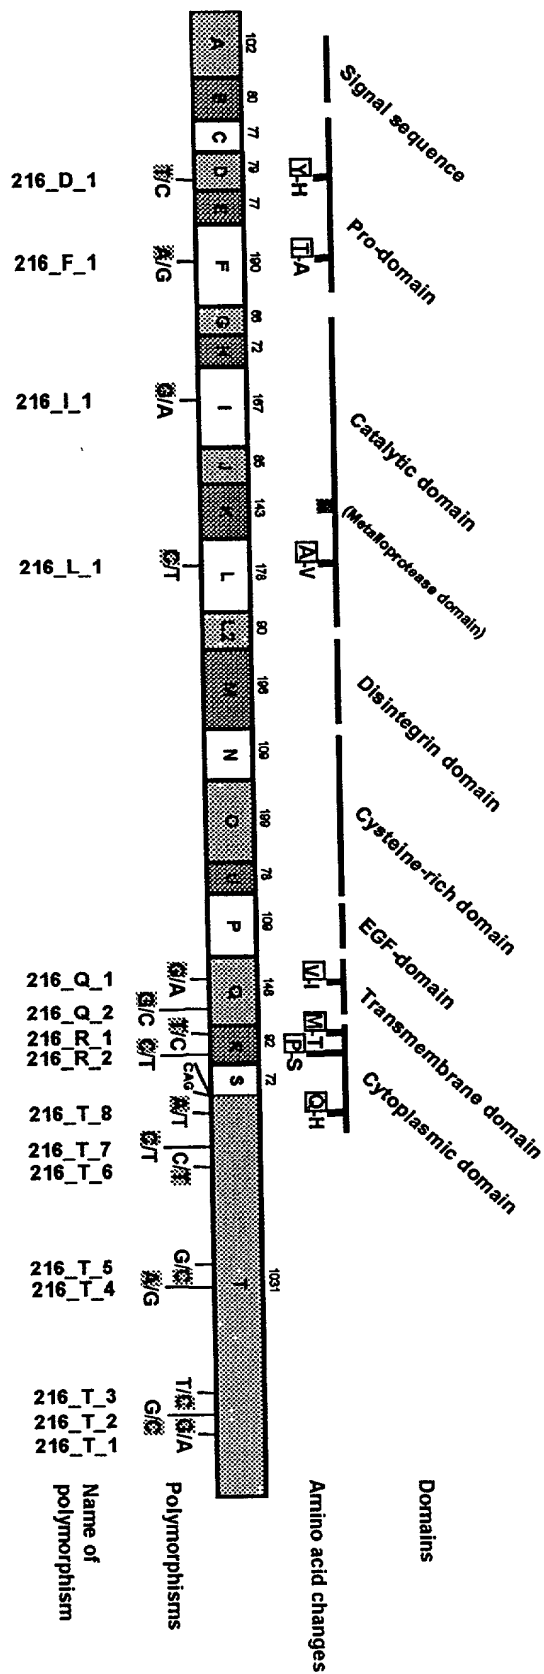 Signal sequence
Pro-domain
Catalytic domain
(Metalloprotease domain)
Disintegrin domain
Cysteine-rich domain
EGF-domain
Transmembrane domain
Cytoplasmic domain
Domains
Y-H
T-A
A-V
V-I
M-T
P-S
Q-H
Amino acid changes
102
80
77
79
77
190
72
167
85
143
178
90
196
109
199
109
148
92
72
1031
A
B
C
D
E
F
G
H
I
J
K
L
L2
M
N
O
P
Q
R
S
T
T/C
A/G
G/A
/T
G/A
G/C
T/C
C/T
CAG
A/T
/T
C/T
G/C
A/G
T/C
G/C
G/A
Polymorphisms
216_D_1
216_F_1
216_I_1
216_L_1
216_Q_1
216_Q_2
216_R_1
216_R_2
216_T_8
216_T_7
216_T_6
216_T_5
216_T_4
216_T_3
216_T_2
216_T_1
Name of
polymorphism